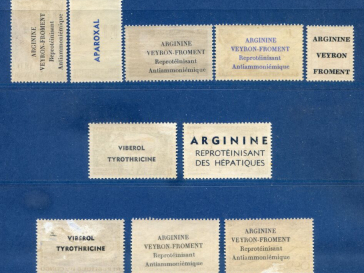 ARGININE
VEYRON-FROMENT
Reprotéinisant
Antiammoniémique
APAROXAL
ARGININE
VEYRON-FROMENT
Reprotéinisant
Antiammoniémique
ARGININE
VEYRON-FROMENT
Reprotéinisant
Antiammoniémique
ARGININE
VEYRON
FROMENT
VIBEROL
TYROTHRICINE
ARGININE
REPROTÉINISANT
DES HÉPATIQUES
VIBEROL
TYROTHRICINE
ARGININE
VEYRON-FROMENT
Reprotéinisant
Antiammoniémique
ARGININE
VEYRON-FROMENT
Reprotéinisant
Antiammoniémique